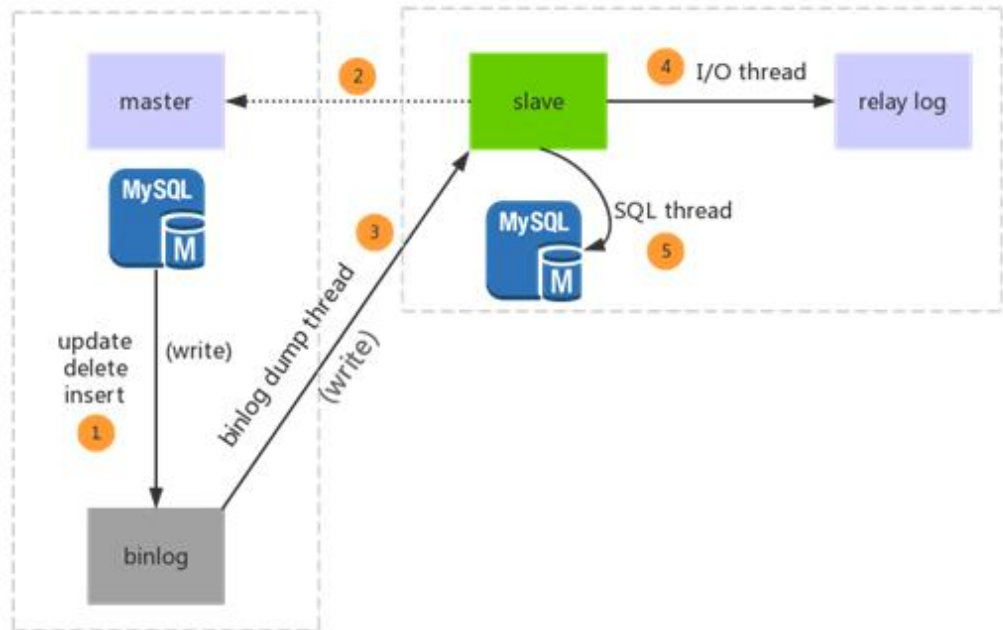 master
2
slave
4
I/O thread
relay log
MySQL
M
3
MySQL
M
SQL thread
5
update
delete
insert
(write)
1
binlog dump thread
(write)
binlog